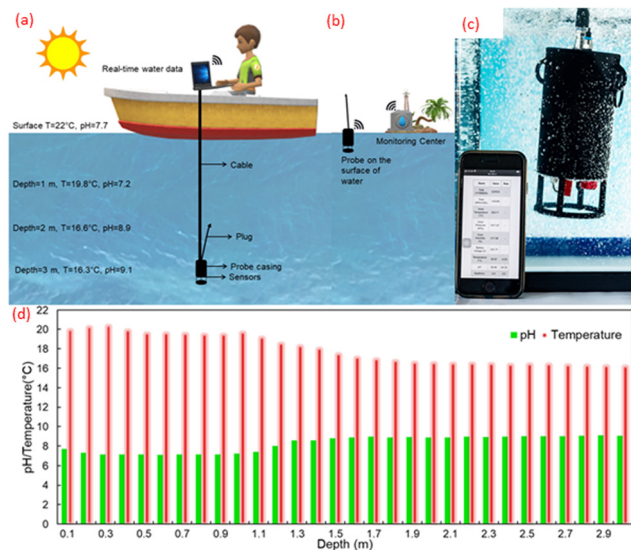 (a)
(b)
(c)
Real-time water data
Surface T=22°C, pH=7.7
Monitoring Center
Probe on the
surface of
water
Cable
Depth=1 m, T=19.8°C, pH=7.2
Depth=2 m, T=16.6°C, pH=8.9
Plug
Depth=3 m, T=16.3°C, pH=9.1
Probe casing
Sensors
(d)
pH/Temperature(°C)
22
20
18
16
14
12
10
8
6
4
2
0
pH
Temperature
0.1 0.3 0.5 0.7 0.9 1.1 1.3 1.5 1.7 1.9 2.1 2.3 2.5 2.7 2.9
Depth (m)